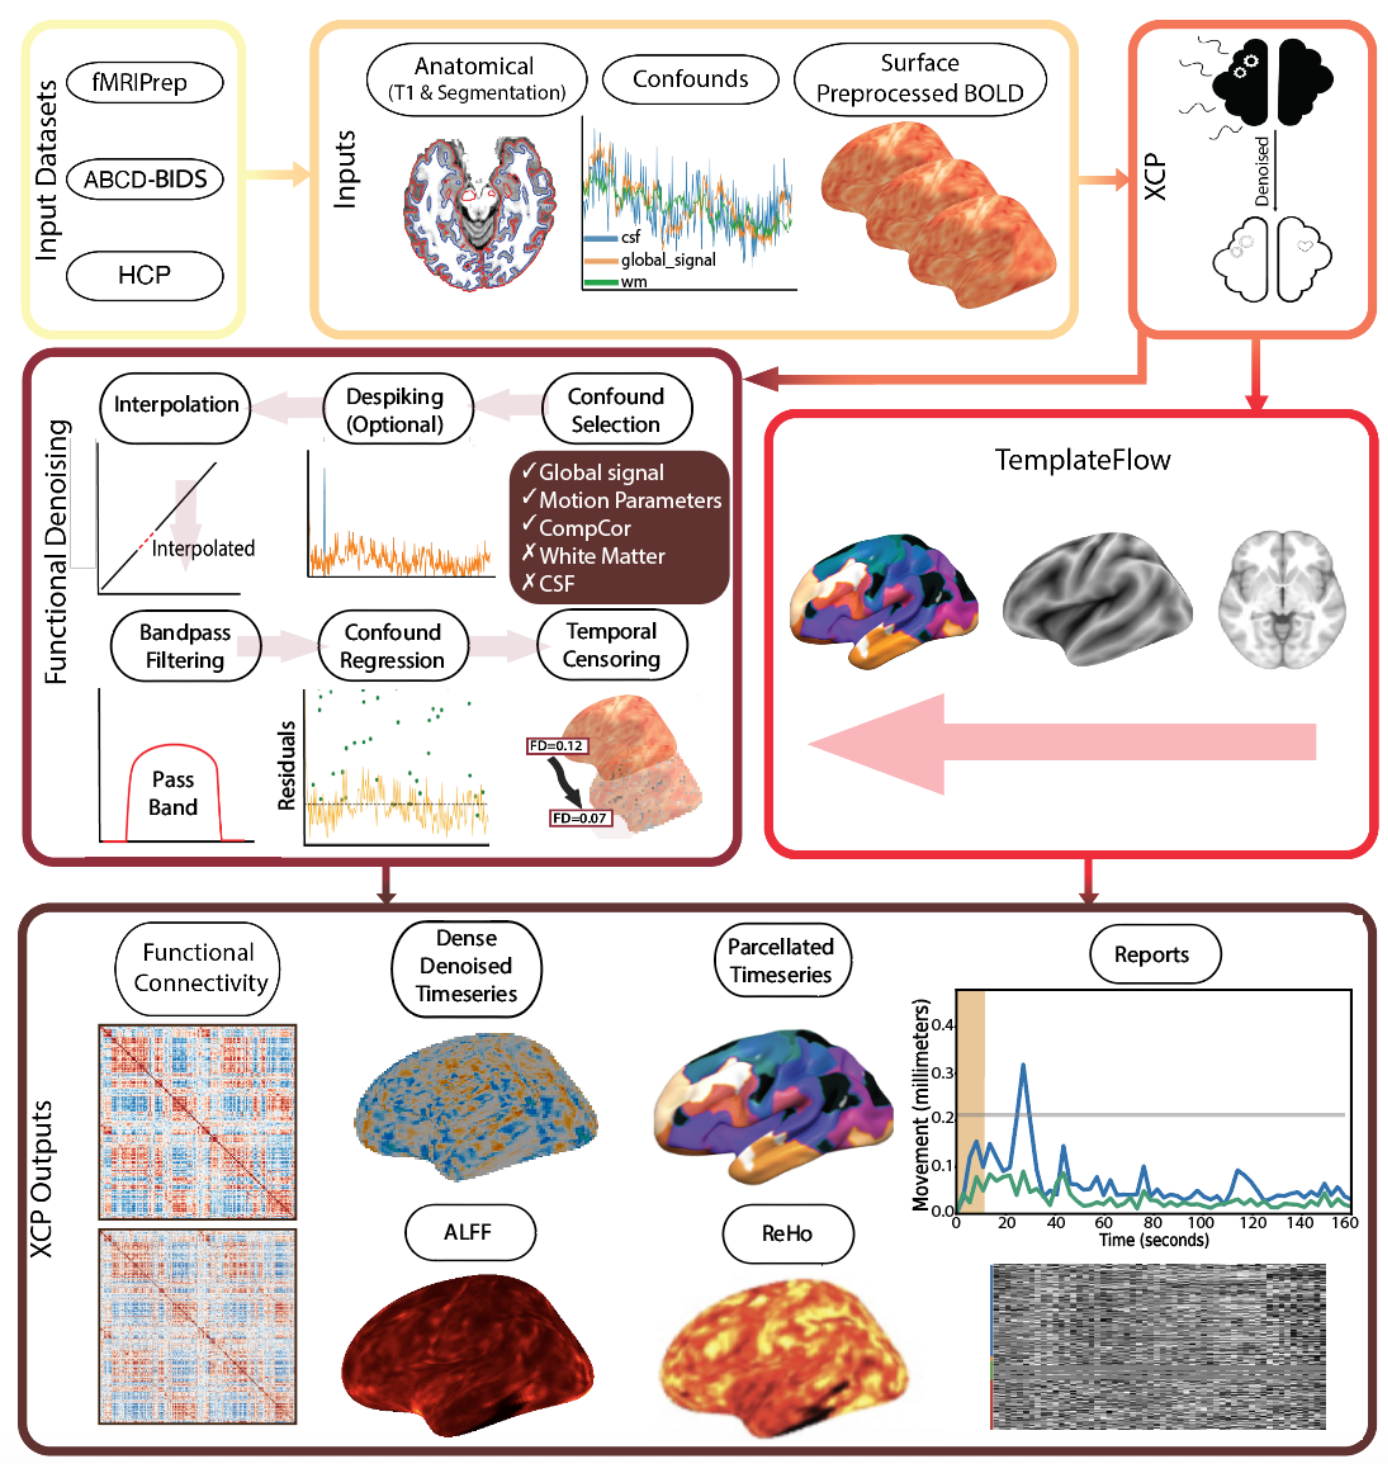 Input Datasets
fMRIPrep
ABCD-BIDS
HCP
Inputs
Anatomical
(T1 & Segmentation)
Confounds
csf
global_signal
wm
Surface
Preprocessed BOLD
XCP
Denoised
Functional Denoising
Interpolation
Interpolated
Despiking
(Optional)
Confound
Selection
✓Global signal
✓Motion Parameters
✓CompCor
✗White Matter
✗CSF
Bandpass
Filtering
Pass
Band
Confound
Regression
Residuals
Temporal
Censoring
FD=0.12
FD=0.07
TemplateFlow
XCP Outputs
Functional
Connectivity
Dense
Denoised
Timeseries
Parcellated
Timeseries
Reports
Movement (millimeters)
0.4
0.3
0.2
0.1
0.0
0 20 40 60 80 100 120 140 160
Time (seconds)
ALFF
ReHo